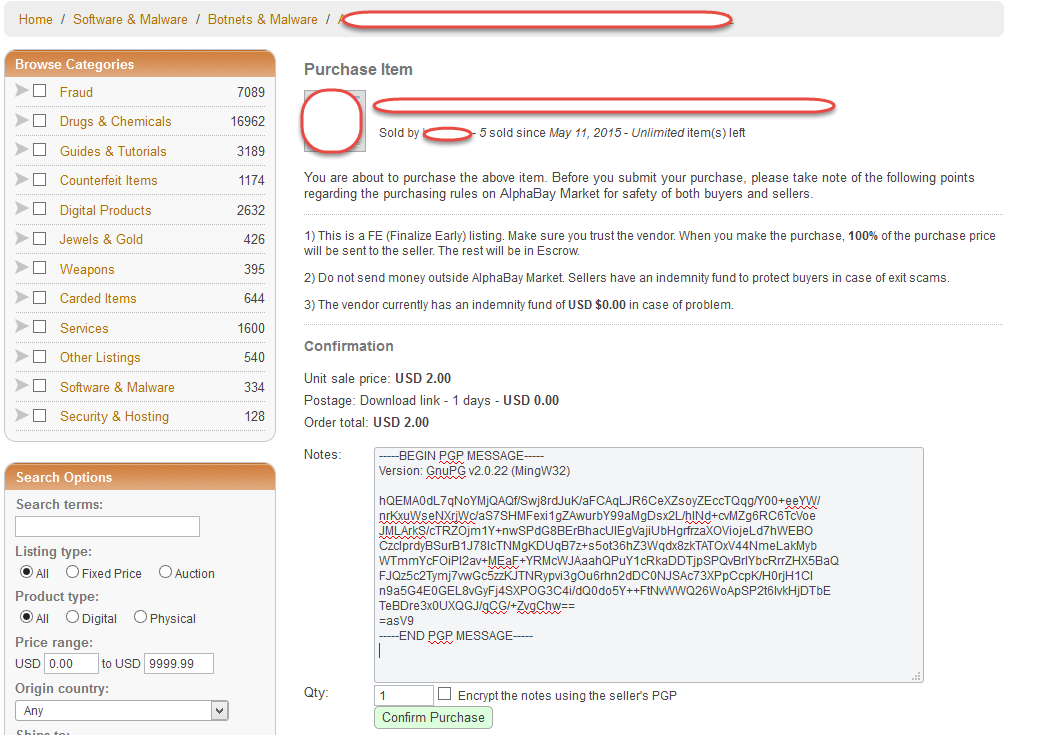 Home / Software & Malware / Botnets & Malware /
Browse Categories
Fraud 7089
Drugs & Chemicals 16962
Guides & Tutorials 3189
Counterfeit Items 1174
Digital Products 2632
Jewels & Gold 426
Weapons 395
Carded Items 644
Services 1600
Other Listings 540
Software & Malware 334
Security & Hosting 128
Search Options
Search terms:
Listing type:
All Fixed Price Auction
Product type:
All Digital Physical
Price range:
USD 0.00 to USD 9999.99
Origin country:
Any
Ships to:
Purchase Item
Sold by - 5 sold since May 11, 2015 - Unlimited item(s) left
You are about to purchase the above item. Before you submit your purchase, please take note of the following points
regarding the purchasing rules on AlphaBay Market for safety of both buyers and sellers.
1) This is a FE (Finalize Early) listing. Make sure you trust the vendor. When you make the purchase, 100% of the purchase price
will be sent to the seller. The rest will be in Escrow.
2) Do not send money outside AlphaBay Market. Sellers have an indemnity fund to protect buyers in case of exit scams.
3) The vendor currently has an indemnity fund of USD $0.00 in case of problem.
Confirmation
Unit sale price: USD 2.00
Postage: Download link - 1 days - USD 0.00
Order total: USD 2.00
Notes:
-----BEGIN PGP MESSAGE-----
Version: GnuPG v2.0.22 (MingW32)
hQEMA0dL7qNoYMjQAQf/Swj8rdJuK/aFCAqLJR6CeXZsoyZEccTQqg/Y00+eeYW/
nrKxuWseNXrjWc/aS7SHMFexi1gZAwurbY99aMgDsx2L/hINd+cvMZg6RC6TcVoe
JMLArkS/cTRZOjm1Y+nwSPdG8BErBhacUIEgVajiUbHgrfrzaXOViojeLd7hWEBO
CzcIprdyBSurB1J78IcTNMgKDUqB7z+s5ot36hZ3Wqdx8zkTATOxV44NmeLakMyb
WTmmYcFOiPl2av+MEaF+YRMcWJAaahQPuY1cRkaDDTjpSPQvBrlYbcRrrZHX5BaQ
FJQz5c2Tymj7vwGc5zzKJTNRypvi3gOu6rhn2dDC0NJSAc73XPpCcpK/H0rjH1CI
n9a5G4E0GEL8vGyFj4SXPOG3C4i/dQ0do5Y++FtNvWWQ26WoApSP2t6lvkHjDTbE
TeBDre3x0UXQGJ/qCG/+ZvgChw==
=asV9
-----END PGP MESSAGE-----
Qty: 1 Encrypt the notes using the seller's PGP
Confirm Purchase